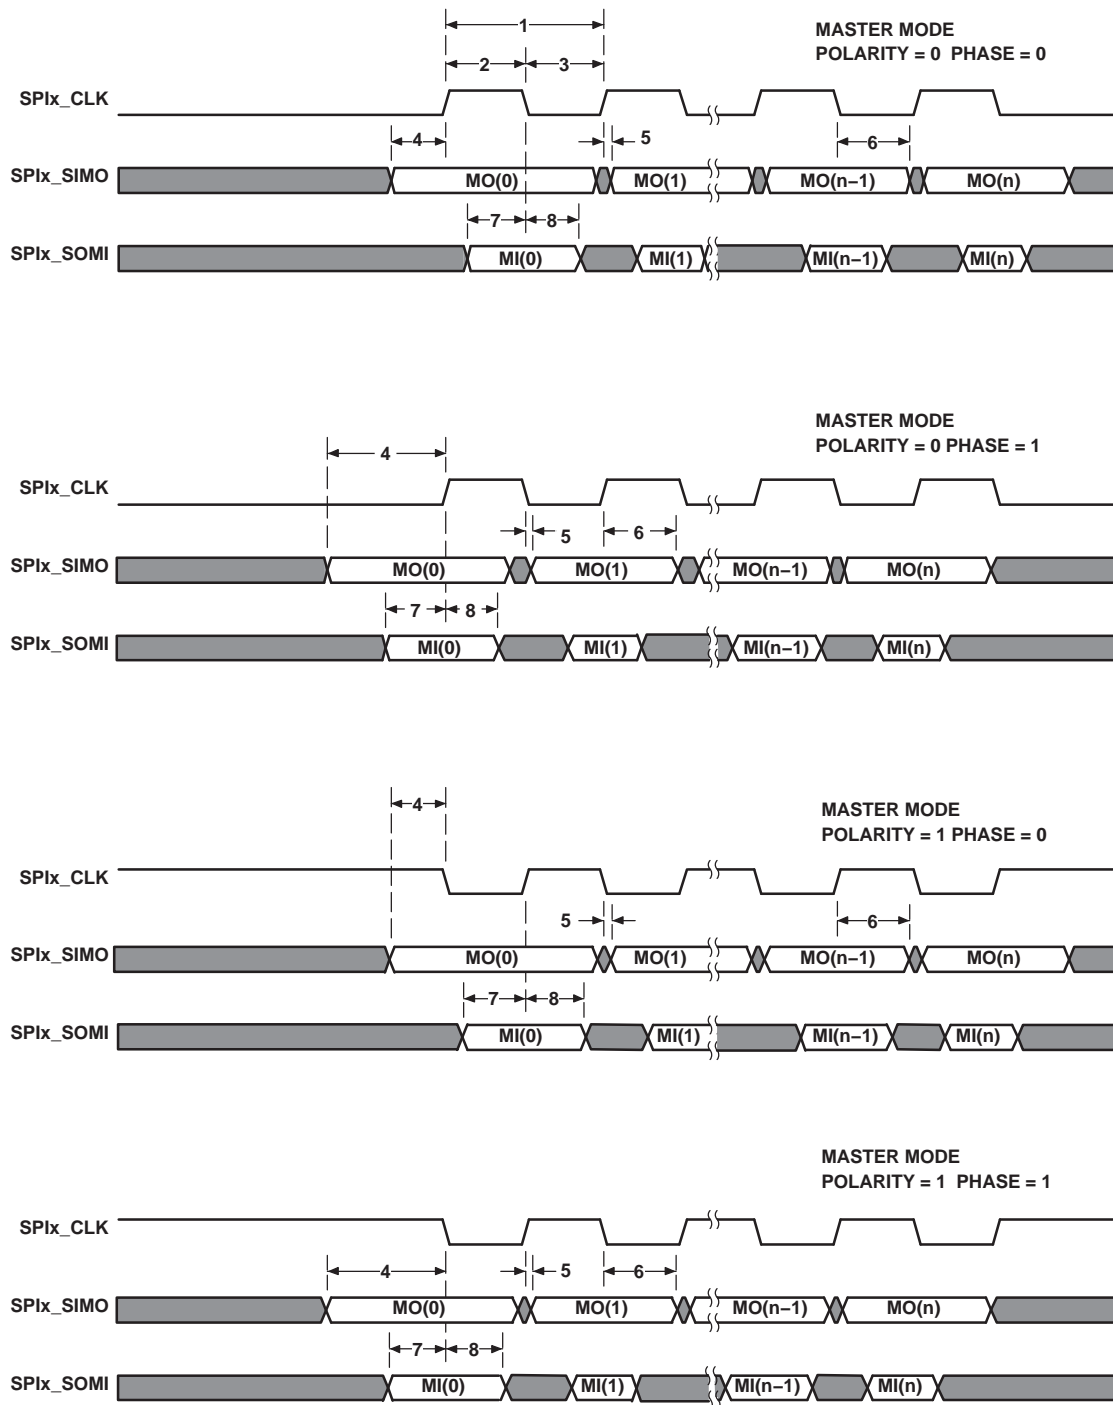 1
MASTER MODE
POLARITY = 0 PHASE = 0
2
3
SPIx_CLK
4
5
6
SPIx_SIMO
MO(0)
MO(1)
MO(n−1)
MO(n)
7
8
SPIx_SOMI
MI(0)
MI(1)
MI(n−1)
MI(n)
MASTER MODE
POLARITY = 0 PHASE = 1
4
SPIx_CLK
5
6
SPIx_SIMO
MO(0)
MO(1)
MO(n−1)
MO(n)
7
8
SPIx_SOMI
MI(0)
MI(1)
MI(n−1)
MI(n)
4
MASTER MODE
POLARITY = 1 PHASE = 0
SPIx_CLK
5
6
SPIx_SIMO
MO(0)
MO(1)
MO(n−1)
MO(n)
7
8
SPIx_SOMI
MI(0)
MI(1)
MI(n−1)
MI(n)
MASTER MODE
POLARITY = 1 PHASE = 1
SPIx_CLK
4
5
6
SPIx_SIMO
MO(0)
MO(1)
MO(n−1)
MO(n)
7
8
SPIx_SOMI
MI(0)
MI(1)
MI(n−1)
MI(n)